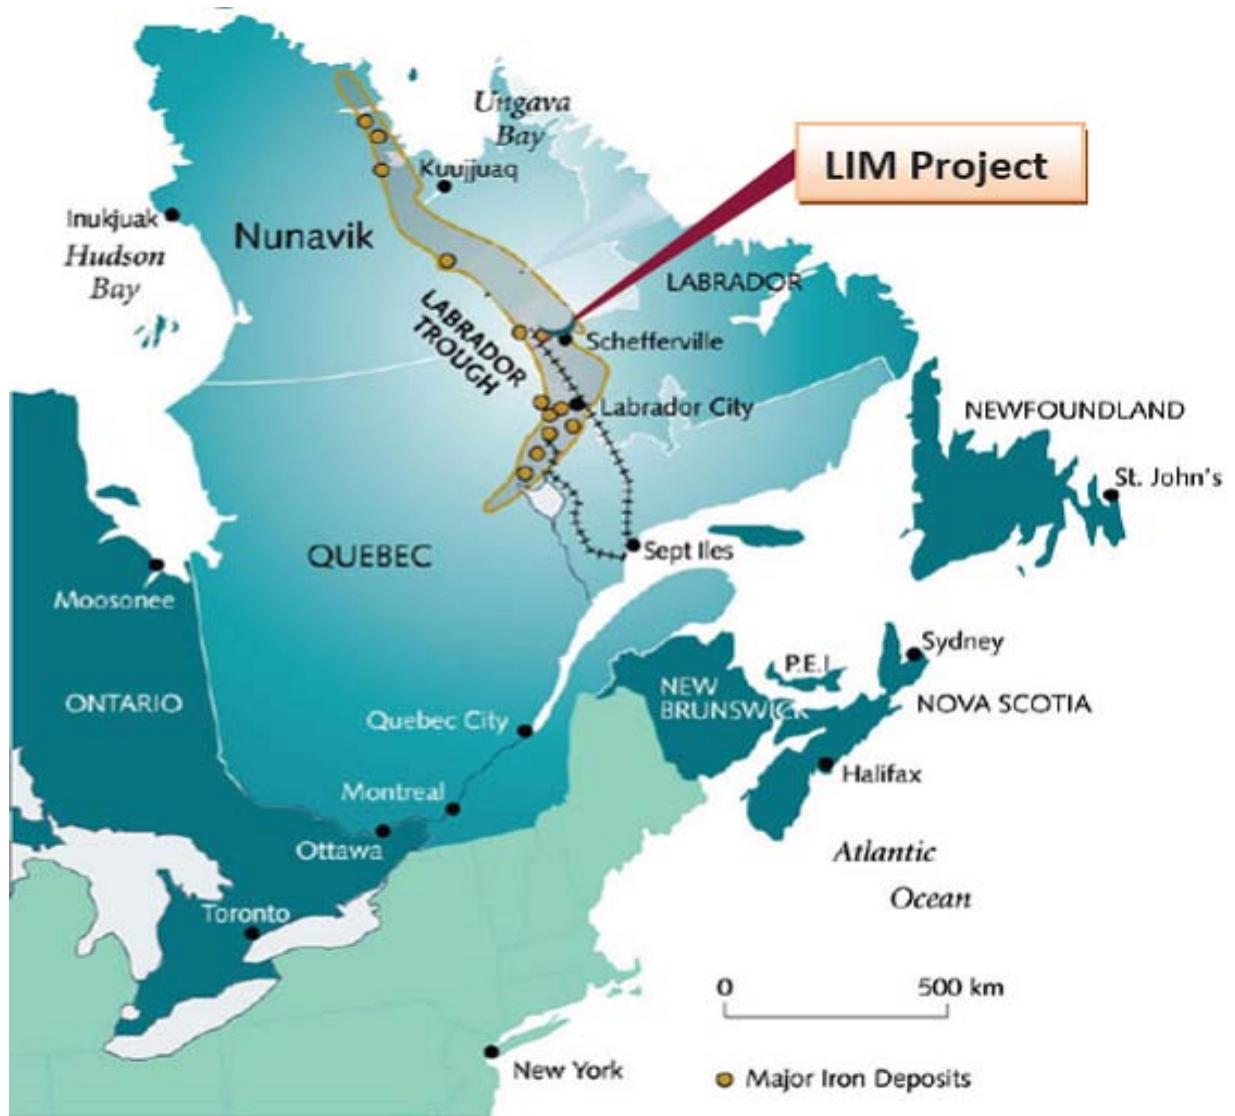 Ungava
Bay
LIM Project
Kuujjuaq
Inukjuak
Hudson
Bay
Nunavik
LABRADOR
LABRADOR
TROUGH
Schefferville
Labrador City
NEWFOUNDLAND
St. John's
QUEBEC
Sept Iles
Moosonee
Sydney
P.E.I.
ONTARIO
NEW
BRUNSWICK
NOVA SCOTIA
Quebec City
Halifax
Montreal
Ottawa
Atlantic
Ocean
Toronto
0 500 km
New York
Major Iron Deposits